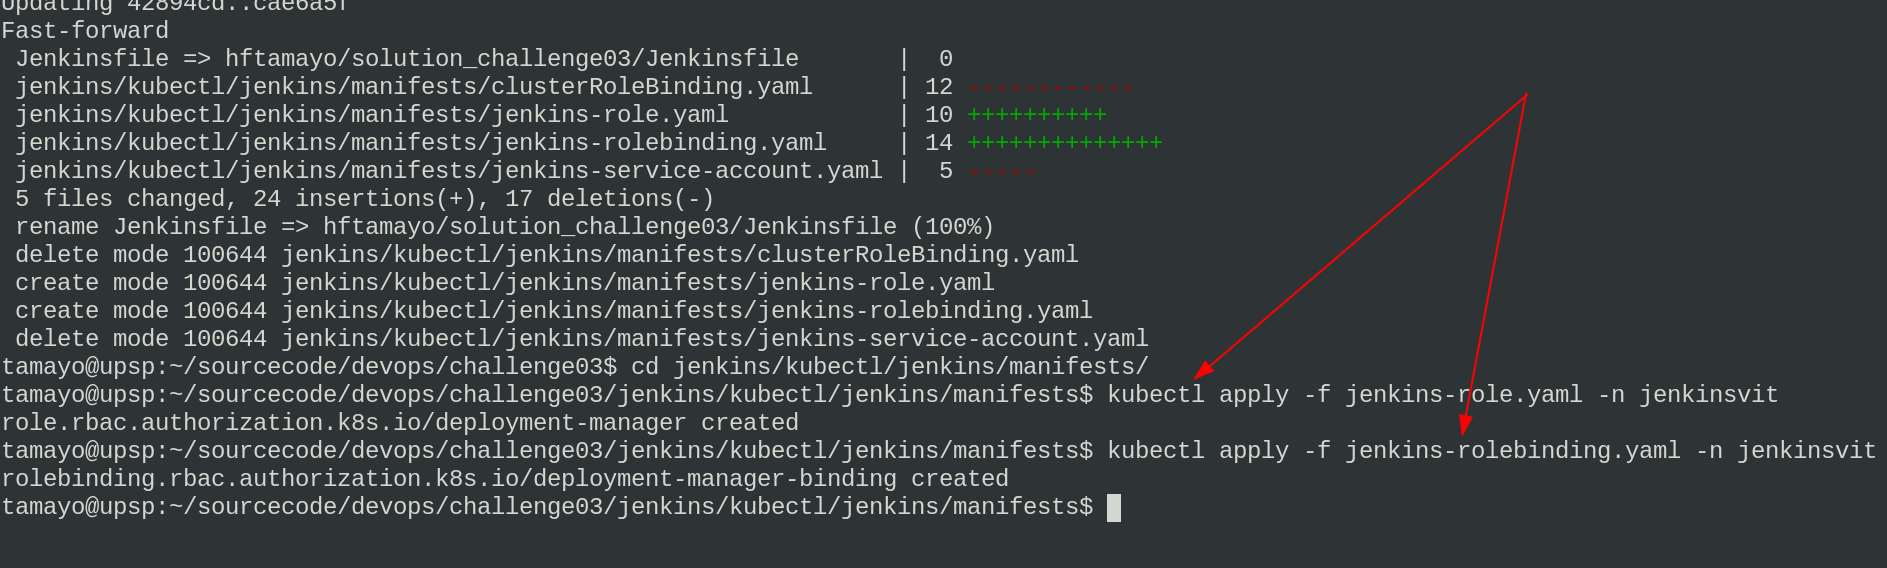 Updating 42894cd..cae6a5f
Fast-forward
 Jenkinsfile => hftamayo/solution_challenge03/Jenkinsfile       |  0
 jenkins/kubectl/jenkins/manifests/clusterRoleBinding.yaml      | 12 ------------
 jenkins/kubectl/jenkins/manifests/jenkins-role.yaml            | 10 ++++++++++
 jenkins/kubectl/jenkins/manifests/jenkins-rolebinding.yaml     | 14 ++++++++++++++
 jenkins/kubectl/jenkins/manifests/jenkins-service-account.yaml |  5 -----
 5 files changed, 24 insertions(+), 17 deletions(-)
 rename Jenkinsfile => hftamayo/solution_challenge03/Jenkinsfile (100%)
 delete mode 100644 jenkins/kubectl/jenkins/manifests/clusterRoleBinding.yaml
 create mode 100644 jenkins/kubectl/jenkins/manifests/jenkins-role.yaml
 create mode 100644 jenkins/kubectl/jenkins/manifests/jenkins-rolebinding.yaml
 delete mode 100644 jenkins/kubectl/jenkins/manifests/jenkins-service-account.yaml
tamayo@upsp:~/sourcecode/devops/challenge03$ cd jenkins/kubectl/jenkins/manifests/
tamayo@upsp:~/sourcecode/devops/challenge03/jenkins/kubectl/jenkins/manifests$ kubectl apply -f jenkins-role.yaml -n jenkinsvit
role.rbac.authorization.k8s.io/deployment-manager created
tamayo@upsp:~/sourcecode/devops/challenge03/jenkins/kubectl/jenkins/manifests$ kubectl apply -f jenkins-rolebinding.yaml -n jenkinsvit
rolebinding.rbac.authorization.k8s.io/deployment-manager-binding created
tamayo@upsp:~/sourcecode/devops/challenge03/jenkins/kubectl/jenkins/manifests$